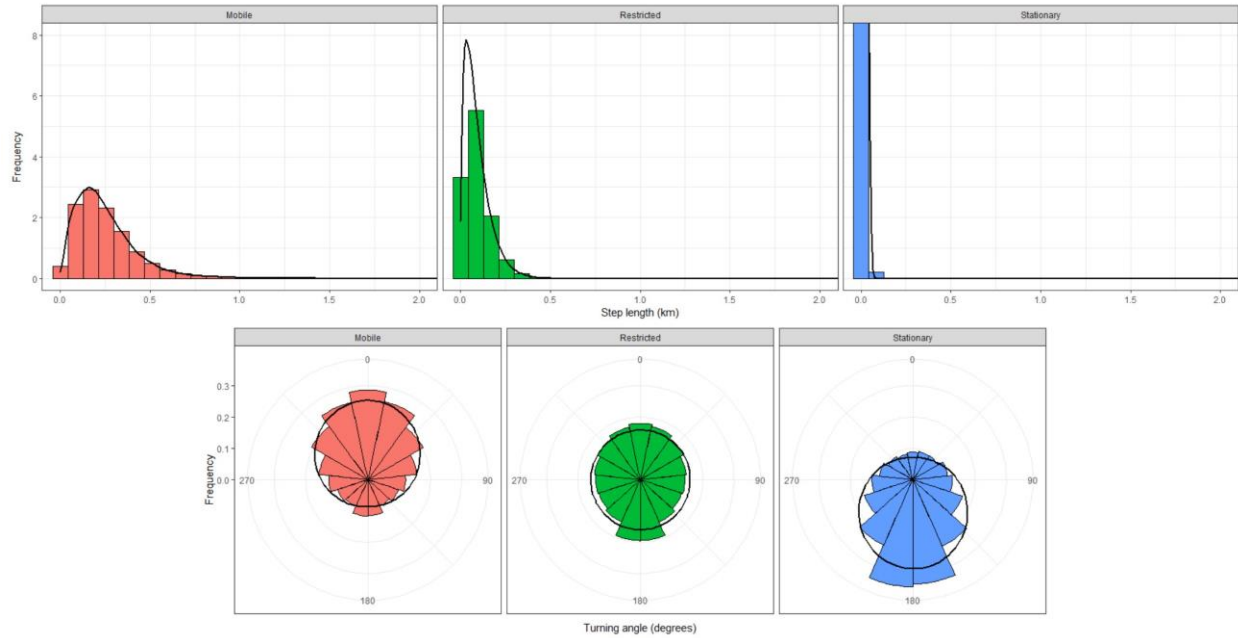 Mobile Restricted Stationary
8
6
4
2
0
Frequency
0.0 0.5 1.0 1.5 2.0 0.0 0.5 1.0 1.5 2.0 0.0 0.5 1.0 1.5 2.0
Step length (km)
Mobile Restricted Stationary
0 0 0
0.3
0.2
0.1
0.0
Frequency
270 90 270 90 270 90
180 180 180
Turning angle (degrees)